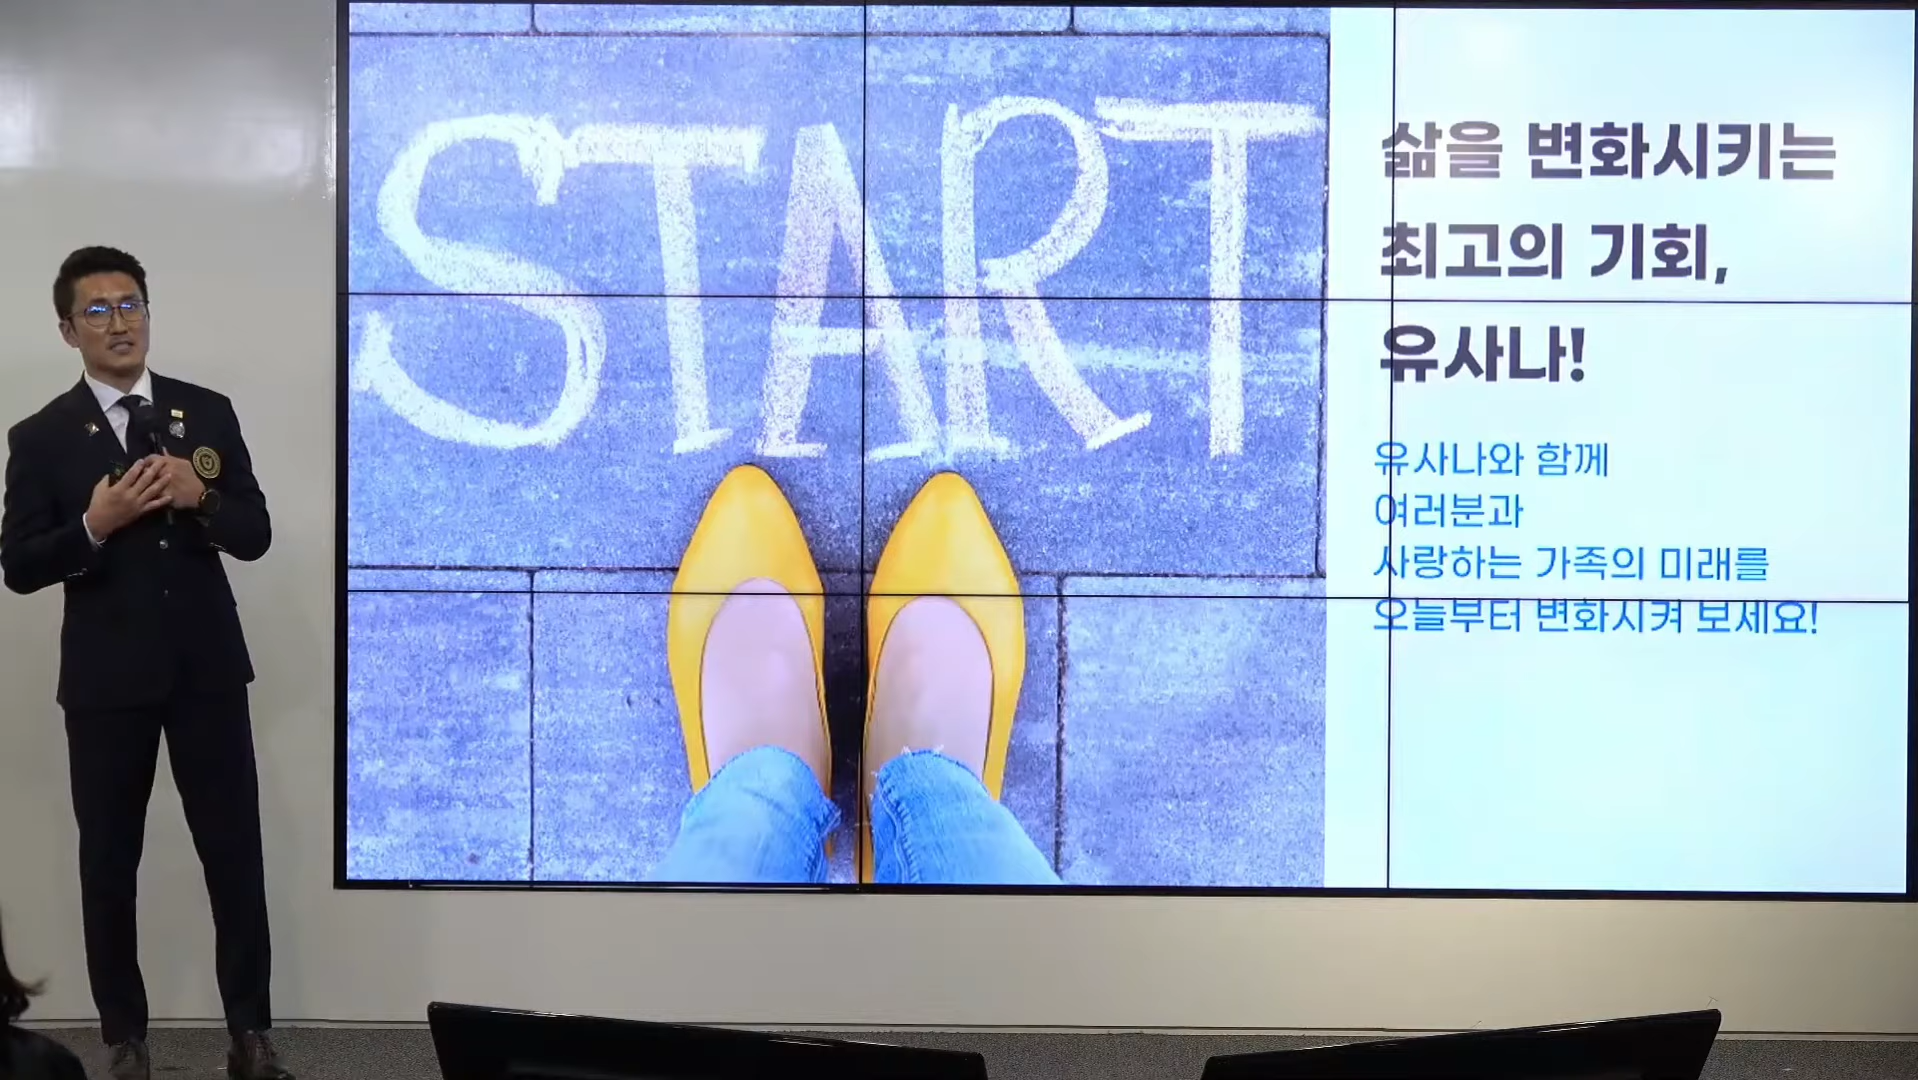 START
삶을 변화시키는
최고의 기회,
유사나!
유사나와 함께
여러분과
사랑하는 가족의 미래를
오늘부터 변화시켜 보세요!